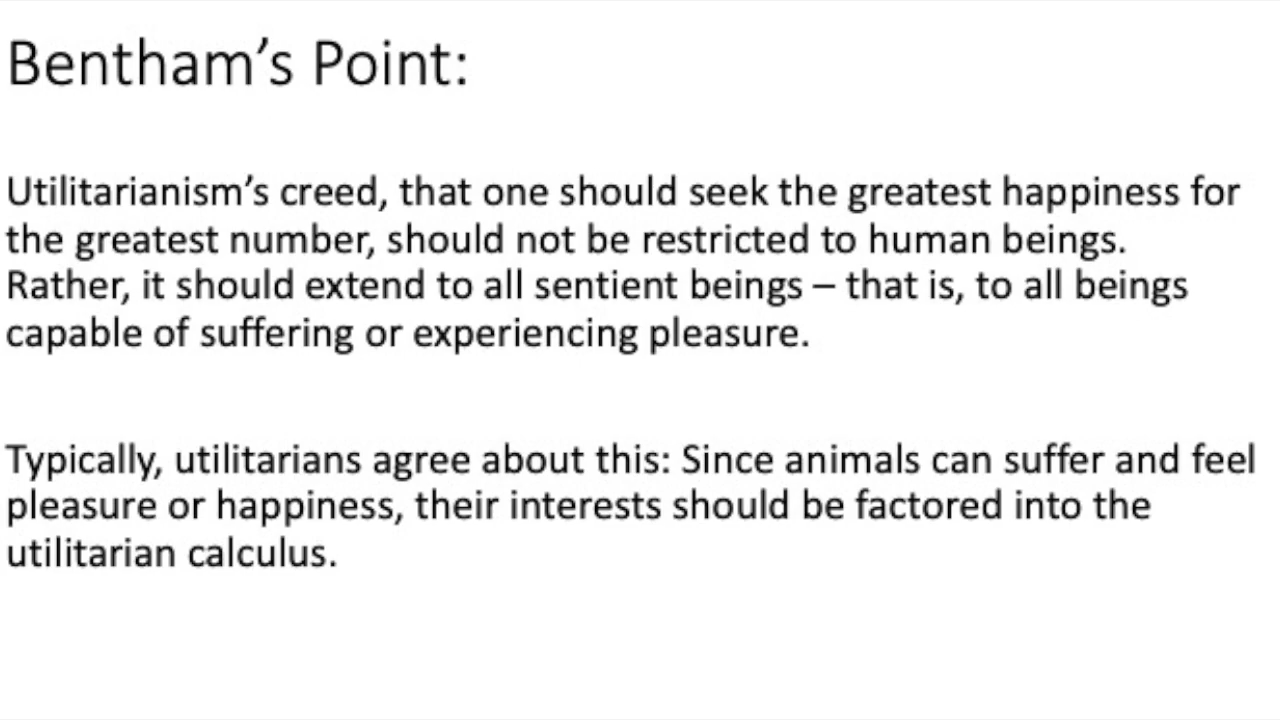 Bentham’s Point:
Utilitarianism’s creed, that one should seek the greatest happiness for
the greatest number, should not be restricted to human beings.
Rather, it should extend to all sentient beings – that is, to all beings
capable of suffering or experiencing pleasure.
Typically, utilitarians agree about this: Since animals can suffer and feel
pleasure or happiness, their interests should be factored into the
utilitarian calculus.